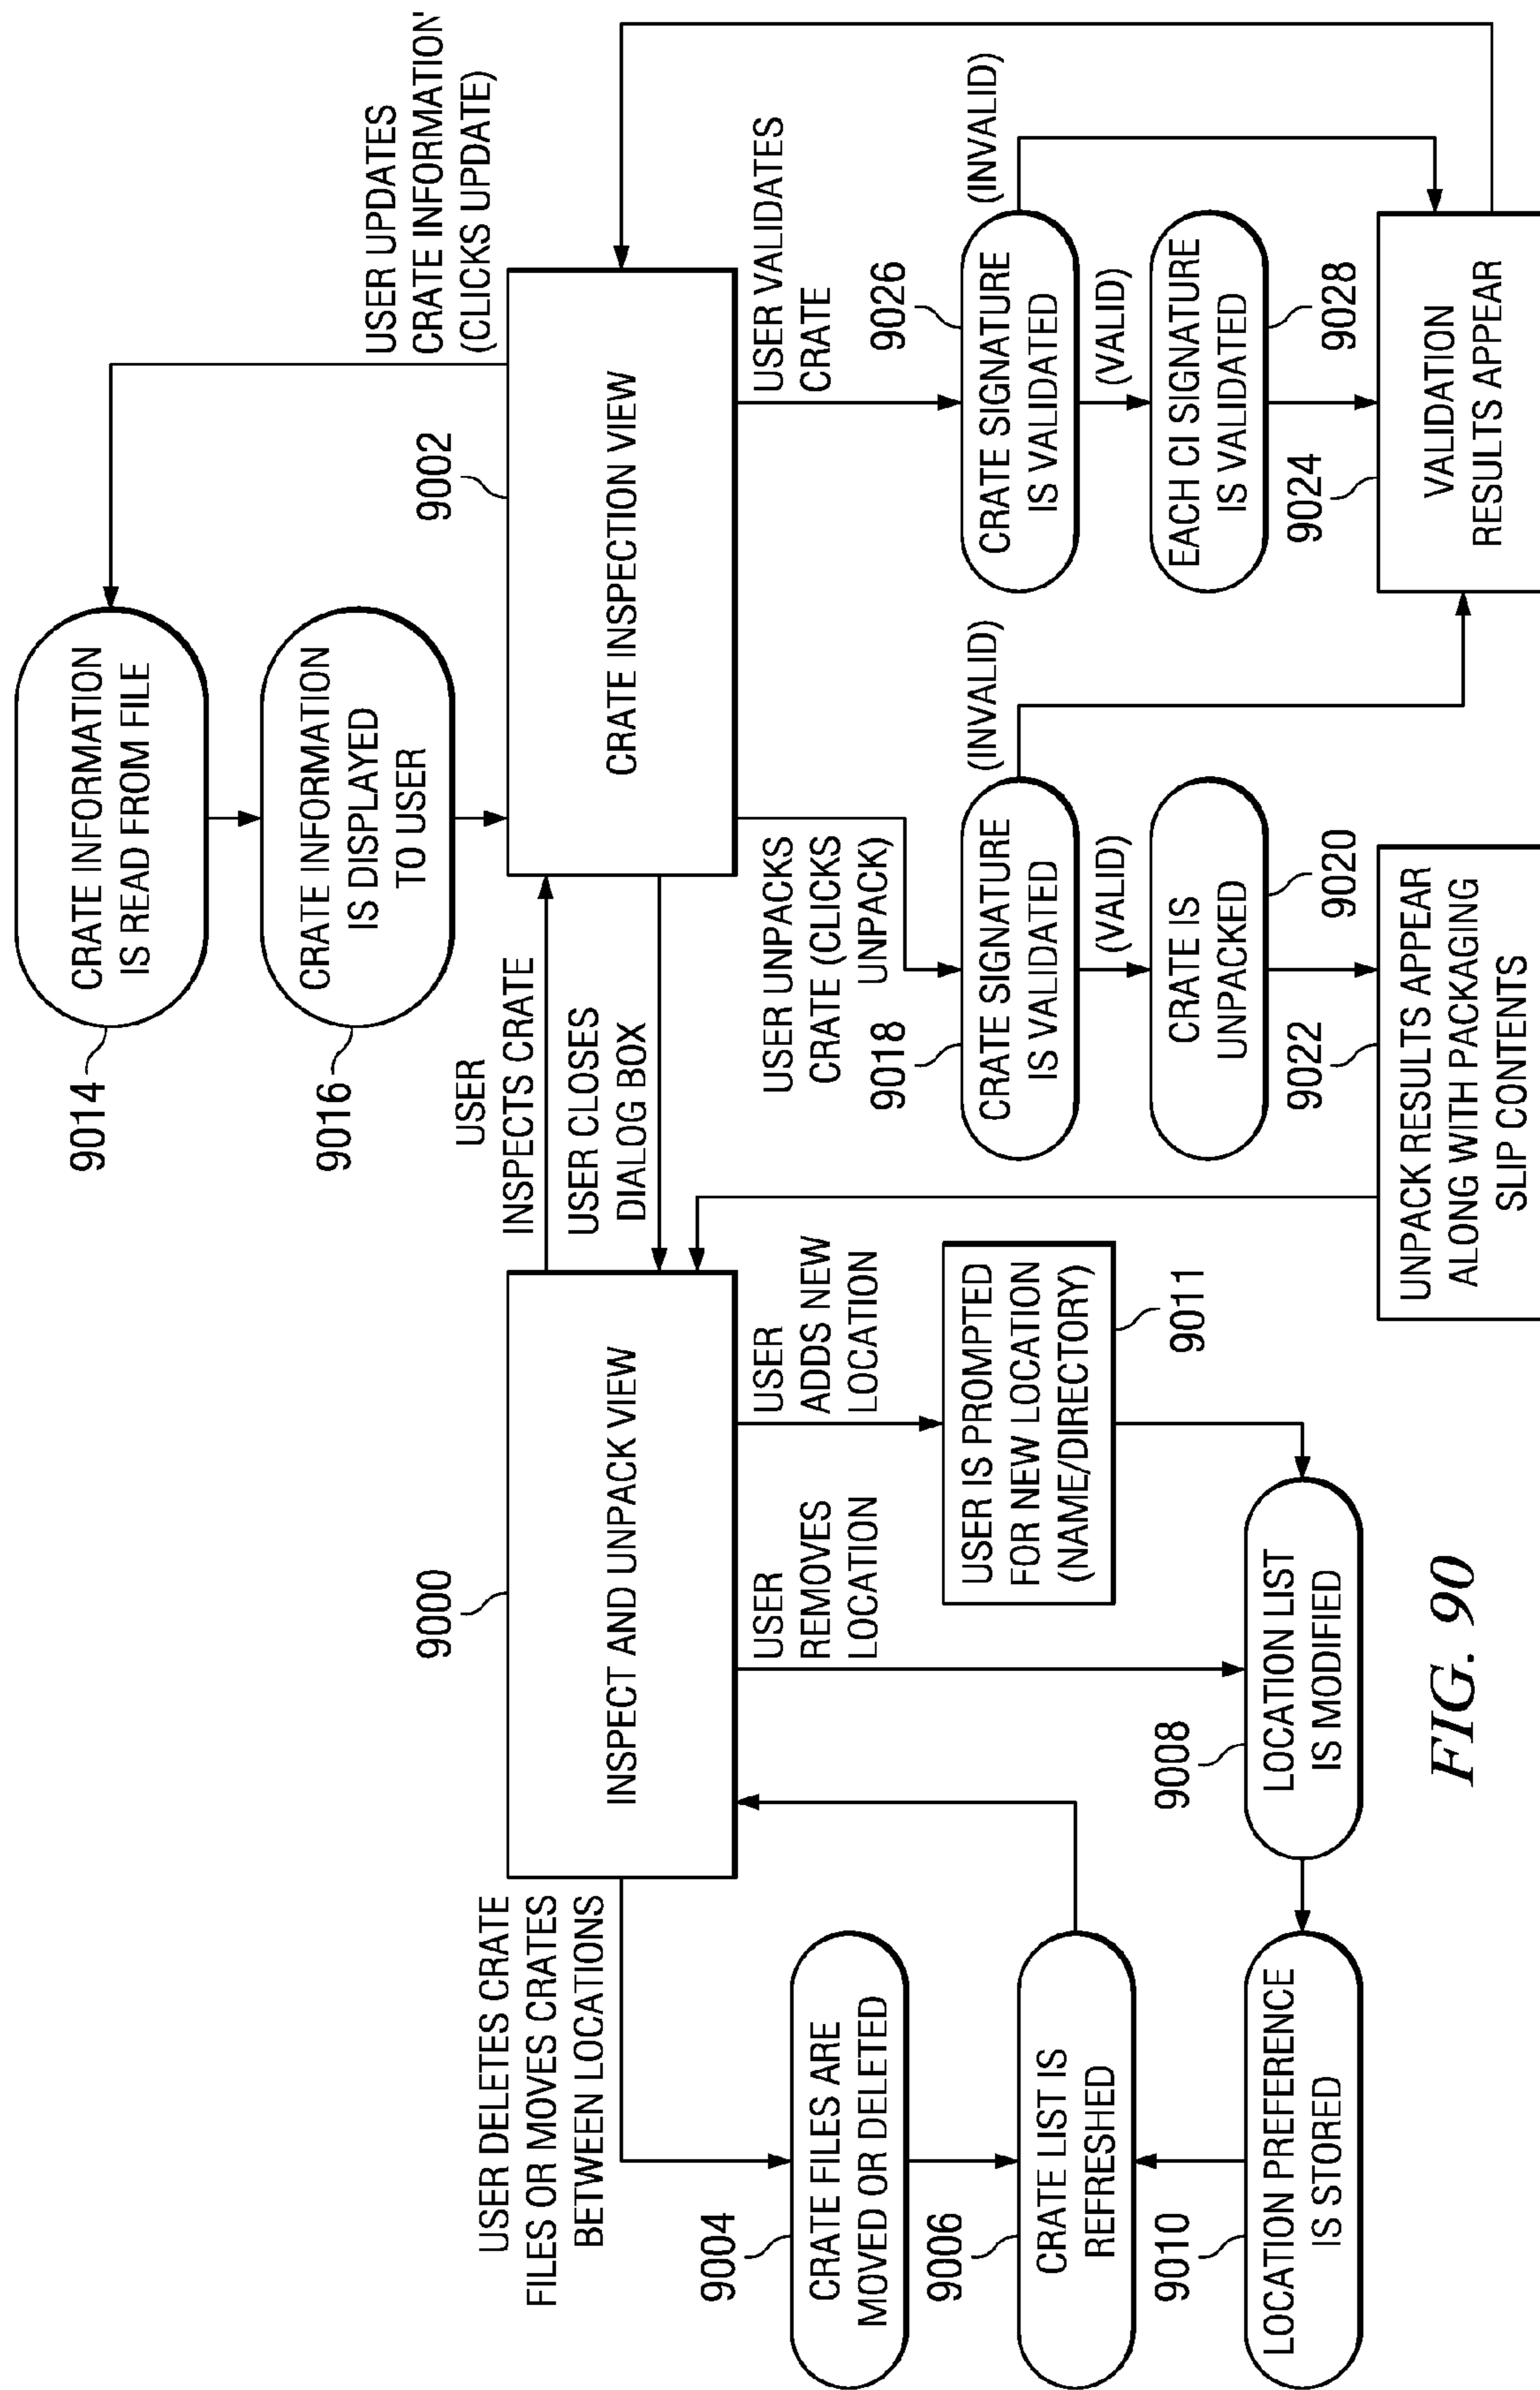 9014
CRATE INFORMATION
IS READ FROM FILE
9016
CRATE INFORMATION
IS DISPLAYED
TO USER
USER UPDATES
CRATE INFORMATION'
(CLICKS UPDATE)
9000
INSPECT AND UNPACK VIEW
USER
INSPECTS CRATE
USER CLOSES
DIALOG BOX
9002
CRATE INSPECTION VIEW
USER DELETES CRATE
FILES OR MOVES CRATES
BETWEEN LOCATIONS
USER
REMOVES
LOCATION
USER
ADDS NEW
LOCATION
USER UNPACKS
CRATE (CLICKS
UNPACK)
USER VALIDATES
CRATE
9004
CRATE FILES ARE
MOVED OR DELETED
9006
CRATE LIST IS
REFRESHED
9010
LOCATION PREFERENCE
IS STORED
9008
LOCATION LIST
IS MODIFIED
USER IS PROMPTED
FOR NEW LOCATION
(NAME/DIRECTORY)
9011
9018
CRATE SIGNATURE
IS VALIDATED
(INVALID)
(VALID)
CRATE IS
UNPACKED
9020
9022
UNPACK RESULTS APPEAR
ALONG WITH PACKAGING
SLIP CONTENTS
9026
CRATE SIGNATURE
IS VALIDATED
(INVALID)
(VALID)
EACH CI SIGNATURE
IS VALIDATED
9028
9024
VALIDATION
RESULTS APPEAR
FIG. 90